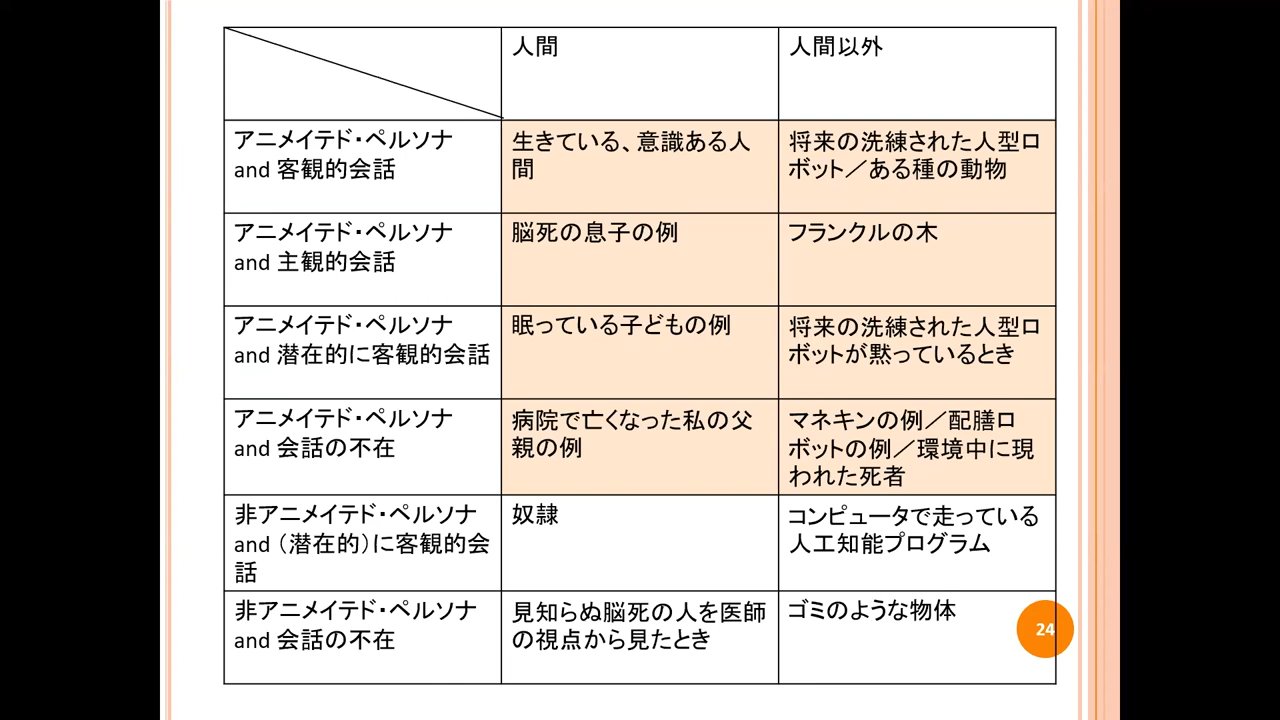 人間
人間以外
アニメイテド・ペルソナ
and 客観的会話
生きている、意識ある人
間
将来の洗練された人型ロ
ボット／ある種の動物
アニメイテド・ペルソナ
and 主観的会話
脳死の息子の例
フランクルの木
アニメイテド・ペルソナ
and 潜在的に客観的会話
眠っている子どもの例
将来の洗練された人型ロ
ボットが黙っているとき
アニメイテド・ペルソナ
and 会話の不在
病院で亡くなった私の父
親の例
マネキンの例／配膳ロ
ボットの例／環境中に現
われた死者
非アニメイテド・ペルソナ
and （潜在的）に客観的会
話
奴隷
コンピュータで走っている
人工知能プログラム
非アニメイテド・ペルソナ
and 会話の不在
見知らぬ脳死の人を医師
の視点から見たとき
ゴミのような物体
24